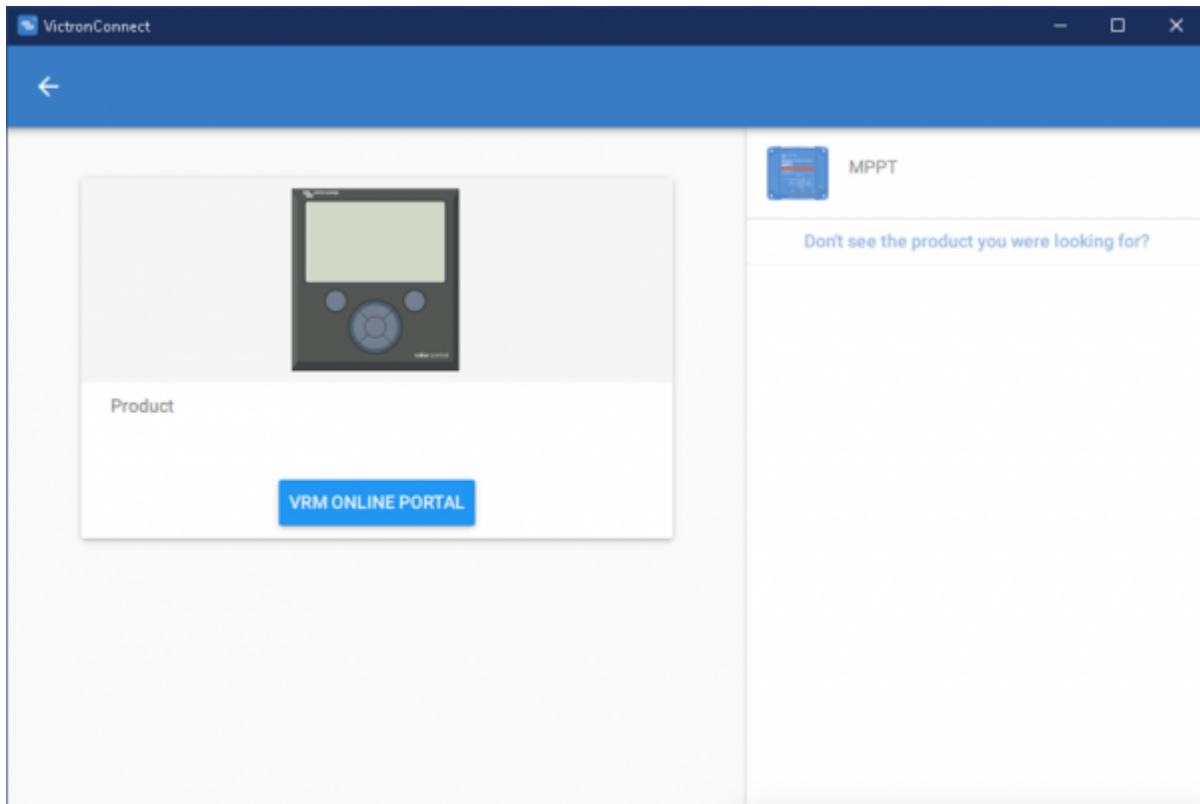 VictronConnect
MPPT
Don't see the product you were looking for?
Product
VRM ONLINE PORTAL